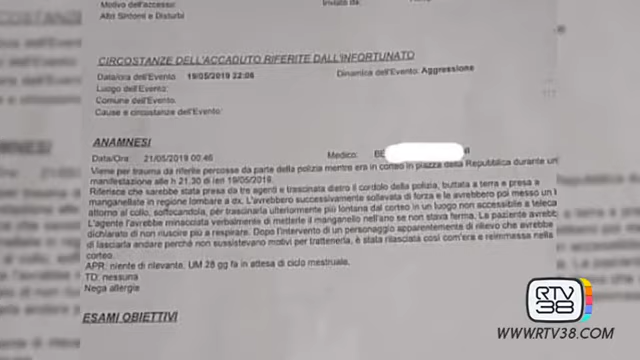 Motivo dell'accesso:
Inviato da:
Altri Sintomi e Disturbi
CIRCOSTANZE DELL'ACCADUTO RIFERITE DALL'INFORTUNATO
Data/ora dell'Evento: 19/05/2019 22:06
Dinamica dell'Evento: Aggressione
Luogo dell'Evento:
Comune dell'Evento:
Cause e circostanze dell'Evento:
ANAMNESI
Data/Ora 21/05/2019 00:46
Medico: BE
Viene per trauma da riferite percosse da parte della polizia mentre era in corteo in piazza della Repubblica durante un
manifestazione alle h 21.30 di ieri 19/05/2019.
Riferisce che sarebbe stata presa da tre agenti e trascinata dietro il cordolo della polizia, buttata a terra e presa a
manganellate in regione lombare a dx. L'avrebbero successivamente sollevata di forza e le avrebbero poi messo un
attorno al collo, soffocandola, per trascinarla ulteriormente più lontana dal corteo in un luogo non accessibile a teleca
L'agente l'avrebbe minacciata verbalmente di metterle il manganello nell'ano se non stava ferma. La paziente avrebb
dichiarato di non riuscire più a respirare. Dopo l'intervento di un personaggio apparentemente di rilievo che avrebbe
di lasciarla andare perché non sussistevano motivi per trattenerla, è stata rilasciata così com'era e reimmessa nella
corteo.
APR: niente di rilevante, UM 28 gg fa in attesa di ciclo mestruale.
TD: nessuna
Nega allergie
ESAMI OBIETTIVI
RTV
38
WWW.RTV38.COM